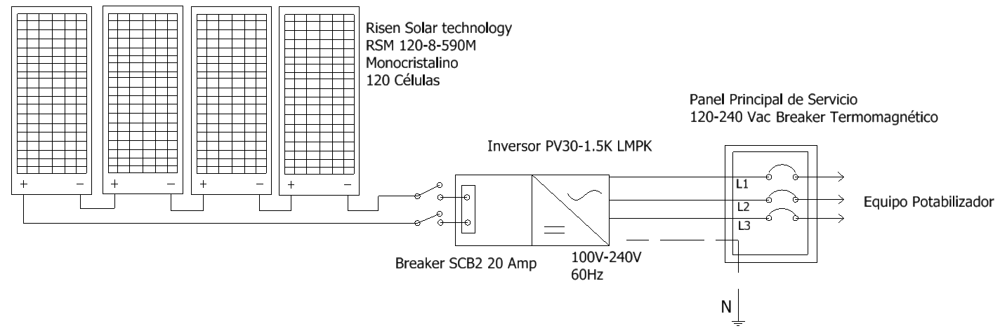 Risen Solar technology
RSM 120-8-590M
Monocristalino
120 Células
+ − + − + − + −
Panel Principal de Servicio
120-240 Vac Breaker Termomagnético
Inversor PV30-1.5K LMPK
L1
L2
L3
Equipo Potabilizador
Breaker SCB2 20 Amp
100V-240V
60Hz
N